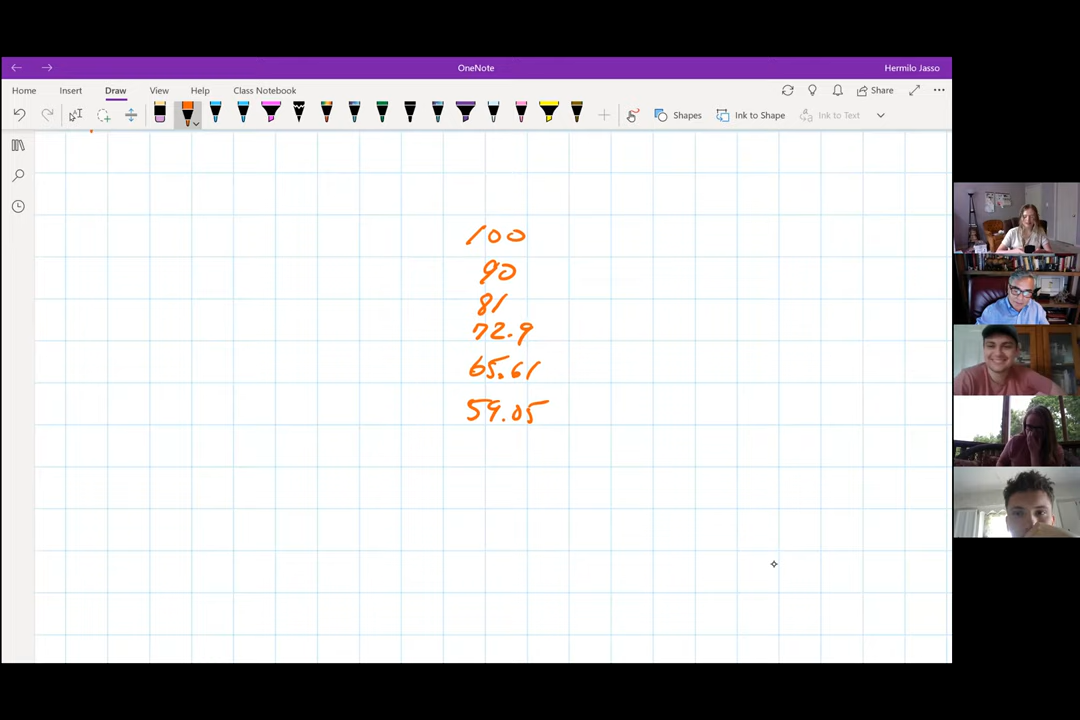 OneNote
Hermilo Jasso
Home Insert Draw View Help Class Notebook
Share
Shapes Ink to Shape Ink to Text
100
90
81
72.9
65.61
59.05